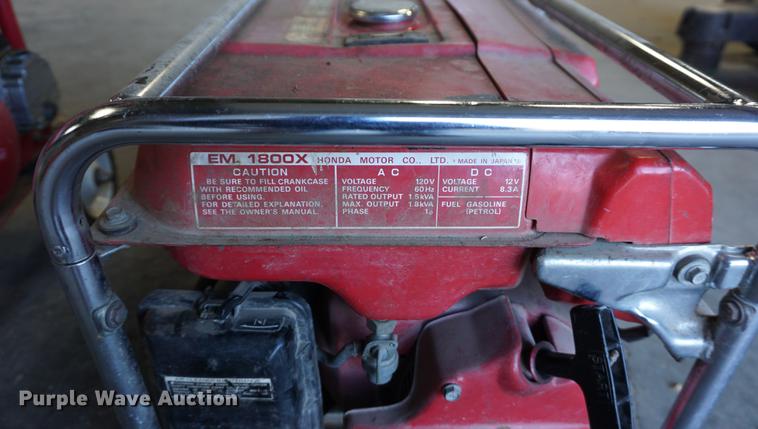 EM. 1800X HONDA MOTOR CO., LTD. • MADE IN JAPAN
CAUTION
BE SURE TO FILL CRANKCASE
WITH RECOMMENDED OIL
BEFORE USING.
FOR DETAILED EXPLANATION,
SEE THE OWNER'S MANUAL.
A C
VOLTAGE 120V
FREQUENCY 60Hz
RATED OUTPUT 1.5kVA
MAX. OUTPUT 1.8kVA
PHASE 1ø
D C
VOLTAGE 12V
CURRENT 8.3A
FUEL GASOLINE
(PETROL)
Purple Wave Auction